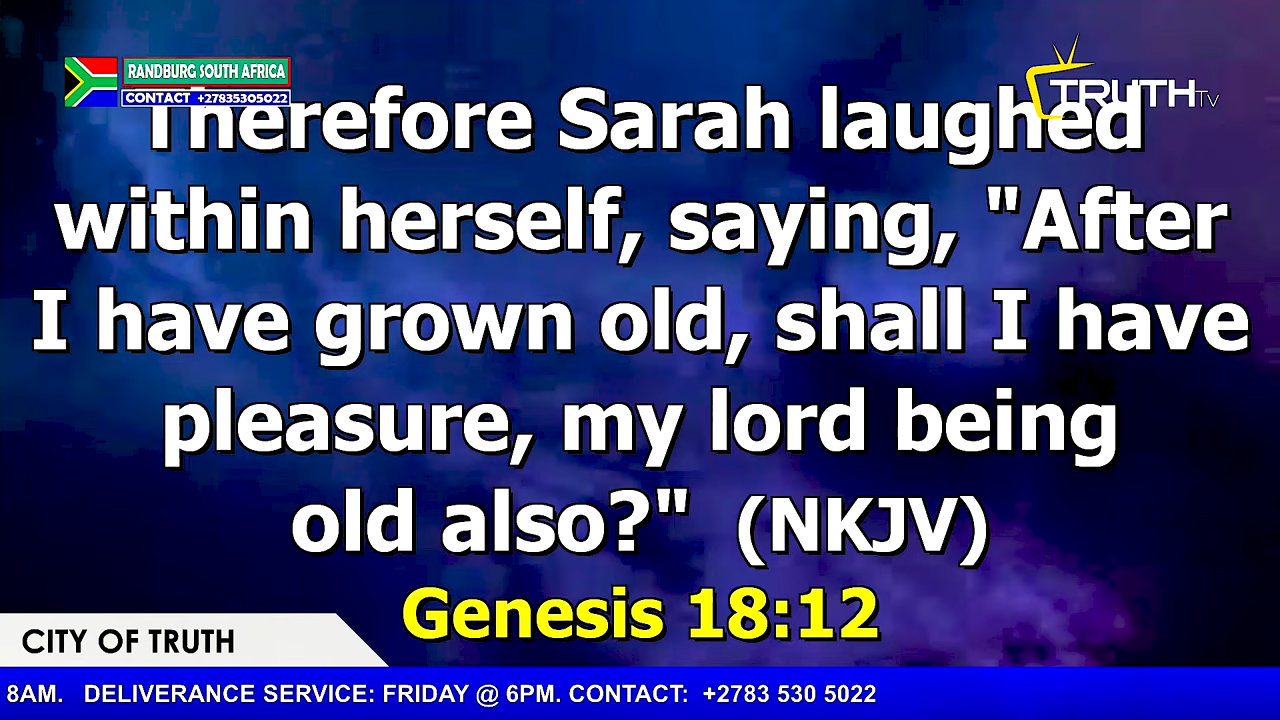 RANDBURG SOUTH AFRICA
CONTACT +27835305022
TRUTH TV
Therefore Sarah laughed
within herself, saying, "After
I have grown old, shall I have
pleasure, my lord being
old also?" (NKJV)
Genesis 18:12
CITY OF TRUTH
8AM. DELIVERANCE SERVICE: FRIDAY @ 6PM. CONTACT: +2783 530 5022